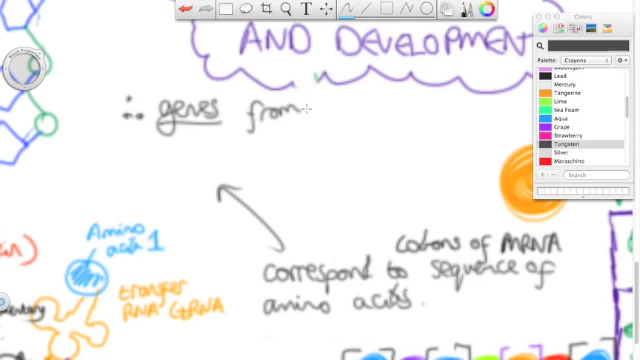 AND DEVELOPMENT
∴ genes from
Colors
Palette: Crayons
Lead
Mercury
Tangerine
Lime
Sea Foam
Aqua
Grape
Strawberry
Tungsten
Silver
Maraschino
Search
Amino
acid 1
codons of mRNA
correspond to sequence of
amino acids.
transfer
RNA (tRNA